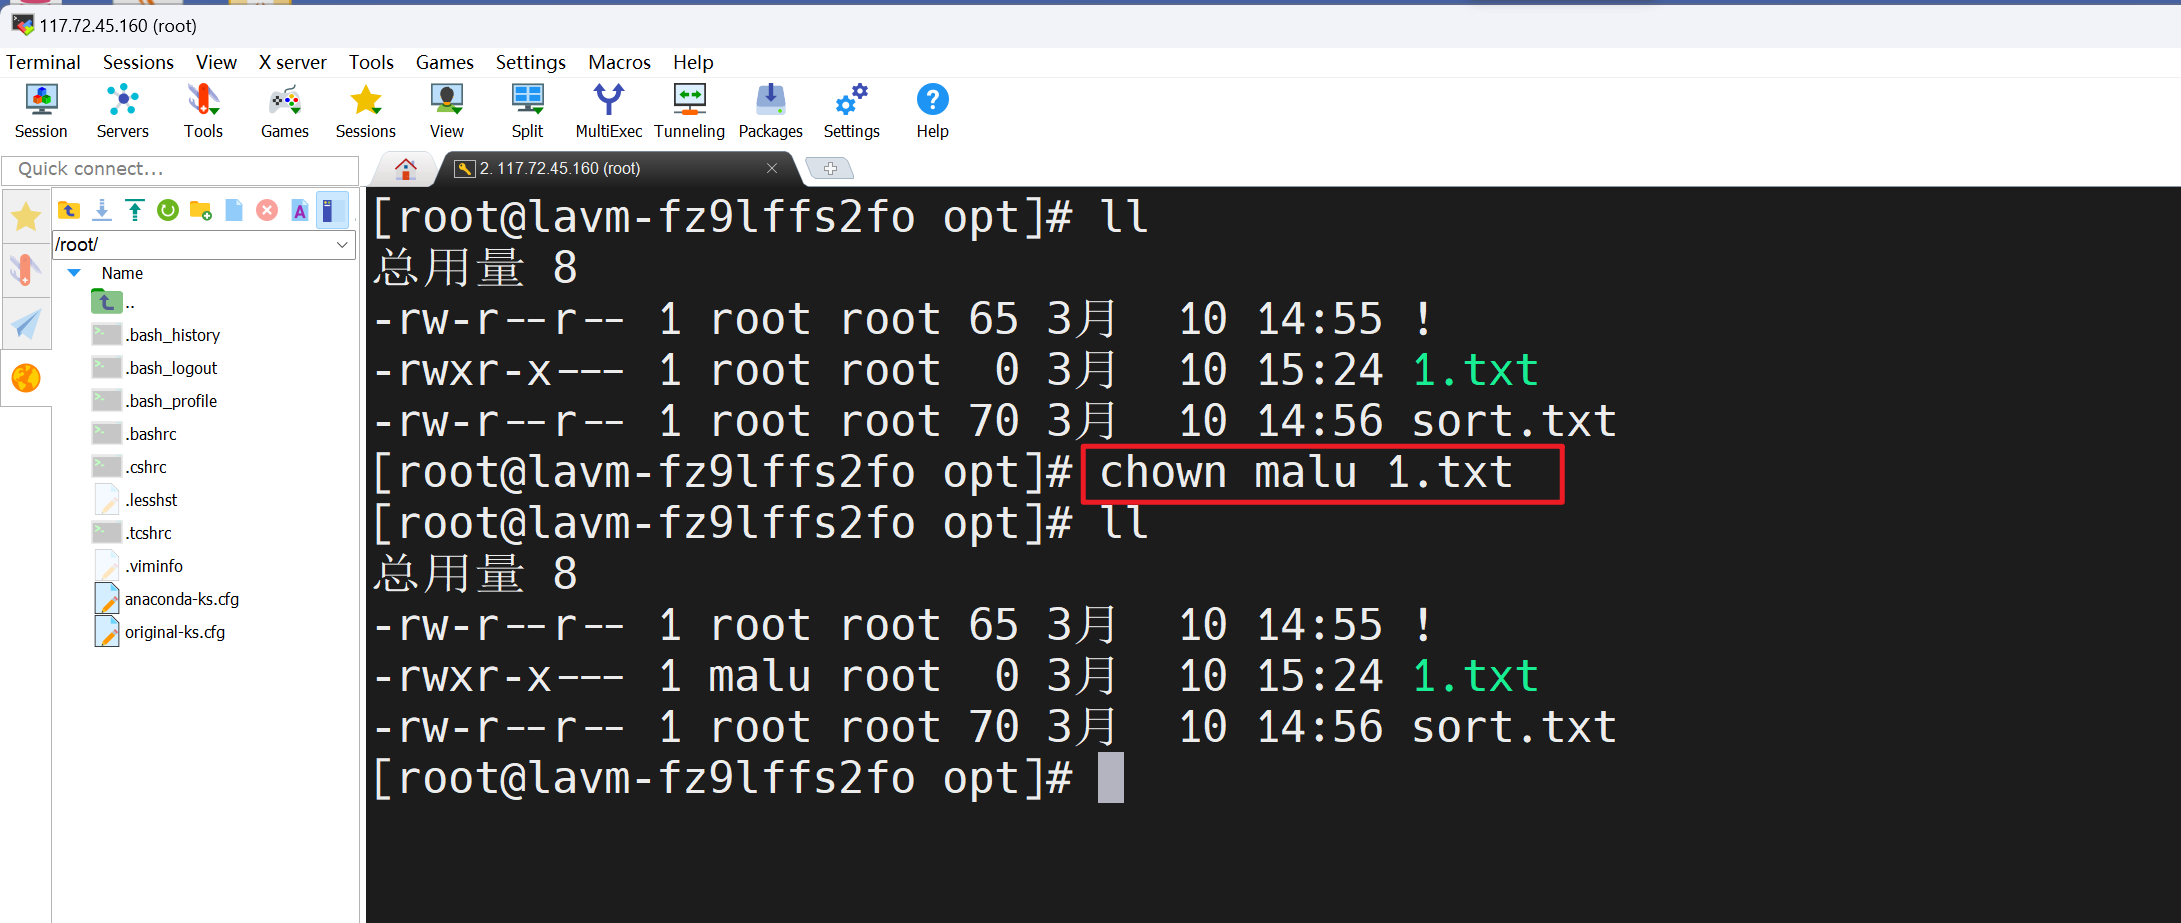 117.72.45.160 (root)
Terminal Sessions View X server Tools Games Settings Macros Help
Session Servers Tools Games Sessions View Split MultiExec Tunneling Packages Settings Help
Quick connect...
2. 117.72.45.160 (root)
/root/
Name
..
.bash_history
.bash_logout
.bash_profile
.bashrc
.cshrc
.lesshst
.tcshrc
.viminfo
anaconda-ks.cfg
original-ks.cfg
[root@lavm-fz9lffs2fo opt]# ll
总用量 8
-rw-r--r-- 1 root root 65 3月  10 14:55 !
-rwxr-x--- 1 root root  0 3月  10 15:24 1.txt
-rw-r--r-- 1 root root 70 3月  10 14:56 sort.txt
[root@lavm-fz9lffs2fo opt]# chown malu 1.txt
[root@lavm-fz9lffs2fo opt]# ll
总用量 8
-rw-r--r-- 1 root root 65 3月  10 14:55 !
-rwxr-x--- 1 malu root  0 3月  10 15:24 1.txt
-rw-r--r-- 1 root root 70 3月  10 14:56 sort.txt
[root@lavm-fz9lffs2fo opt]#